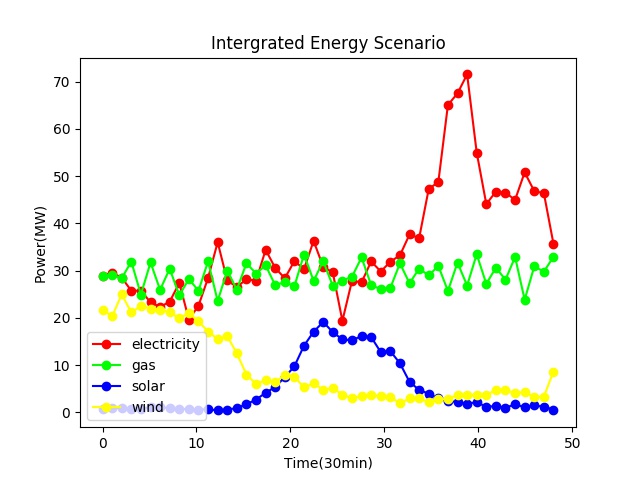 Intergrated Energy Scenario
Power(MW)
70
60
50
40
30
20
10
0
electricity
gas
solar
wind
0 10 20 30 40 50
Time(30min)